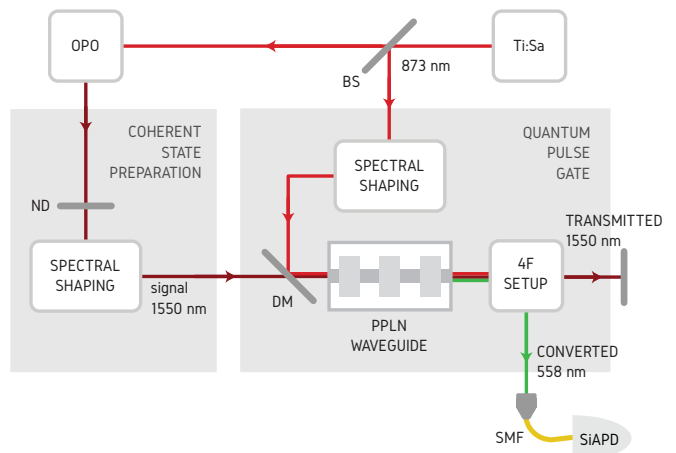 OPO
Ti:Sa
BS
873 nm
COHERENT
STATE
PREPARATION
QUANTUM
PULSE
GATE
SPECTRAL
SHAPING
ND
TRANSMITTED
1550 nm
SPECTRAL
SHAPING
4F
SETUP
signal
1550 nm
DM
PPLN
WAVEGUIDE
CONVERTED
558 nm
SMF
SiAPD